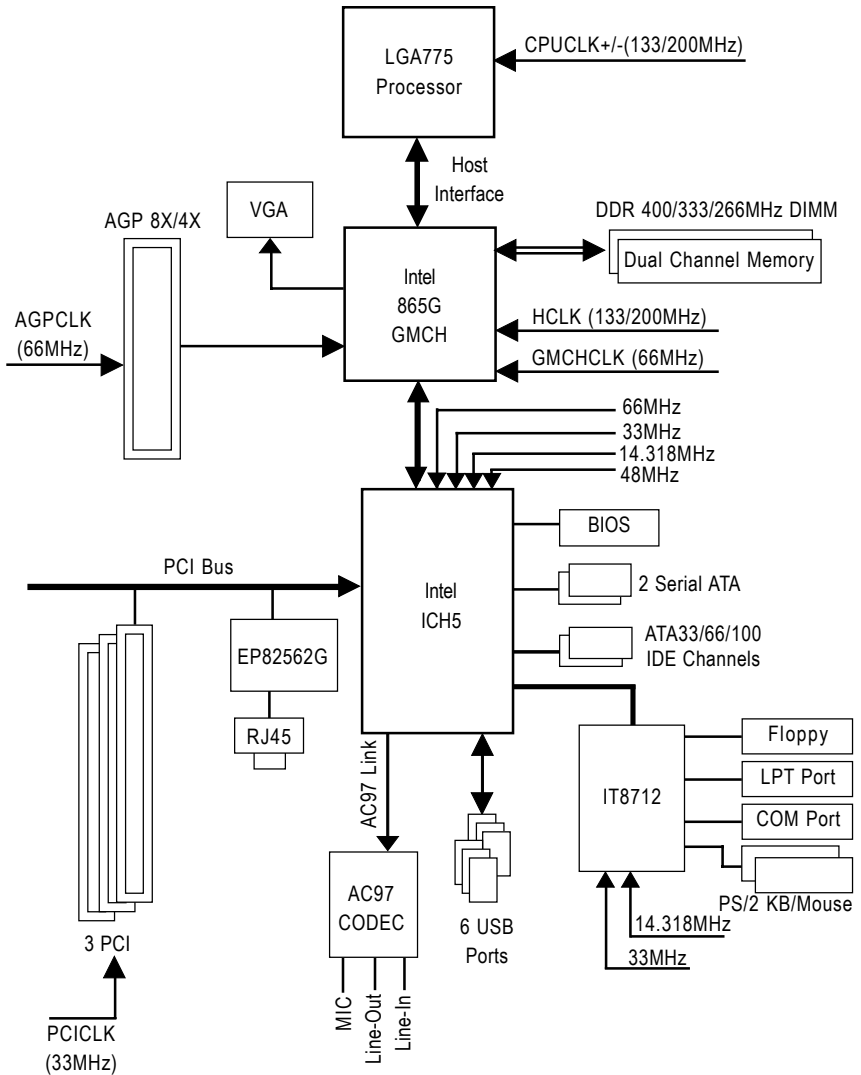 LGA775
Processor
CPUCLK+/-(133/200MHz)
Host
Interface
VGA
AGP 8X/4X
DDR 400/333/266MHz DIMM
Dual Channel Memory
Intel
865G
GMCH
AGPCLK
(66MHz)
HCLK (133/200MHz)
GMCHCLK (66MHz)
66MHz
33MHz
14.318MHz
48MHz
BIOS
PCI Bus
Intel
ICH5
2 Serial ATA
ATA33/66/100
IDE Channels
EP82562G
RJ45
AC97 Link
IT8712
Floppy
LPT Port
COM Port
PS/2 KB/Mouse
AC97
CODEC
6 USB
Ports
14.318MHz
33MHz
3 PCI
MIC
Line-Out
Line-In
PCICLK
(33MHz)